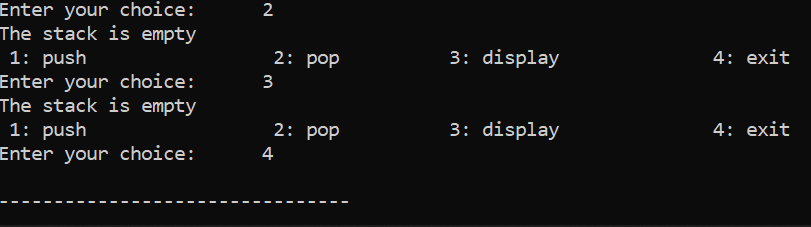 Enter your choice: 2
The stack is empty
1: push 2: pop 3: display 4: exit
Enter your choice: 3
The stack is empty
1: push 2: pop 3: display 4: exit
Enter your choice: 4
--------------------------------